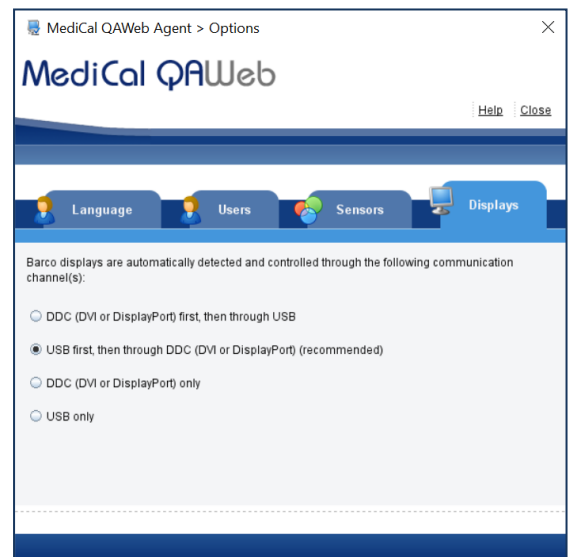 MediCal QAWeb Agent > Options
MediCal QAWeb
Help Close
Language Users Sensors Displays
Barco displays are automatically detected and controlled through the following communication
channel(s):
DDC (DVI or DisplayPort) first, then through USB
USB first, then through DDC (DVI or DisplayPort) (recommended)
DDC (DVI or DisplayPort) only
USB only